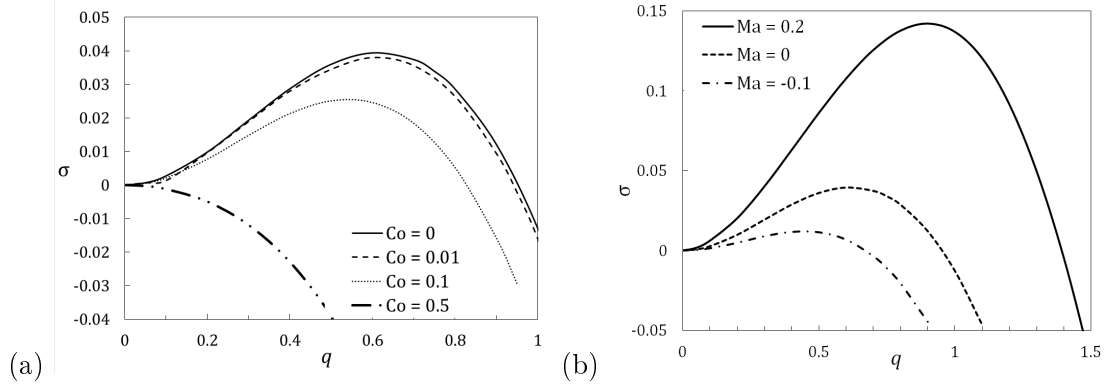 0.05
0.04
0.03
0.02
0.01
0
-0.01
-0.02
-0.03
-0.04
σ
0 0.2 0.4 0.6 0.8 1
q
Co = 0
Co = 0.01
Co = 0.1
Co = 0.5
(a)
0.15
0.1
0.05
0
-0.05
σ
0 0.5 1 1.5
q
Ma = 0.2
Ma = 0
Ma = -0.1
(b)